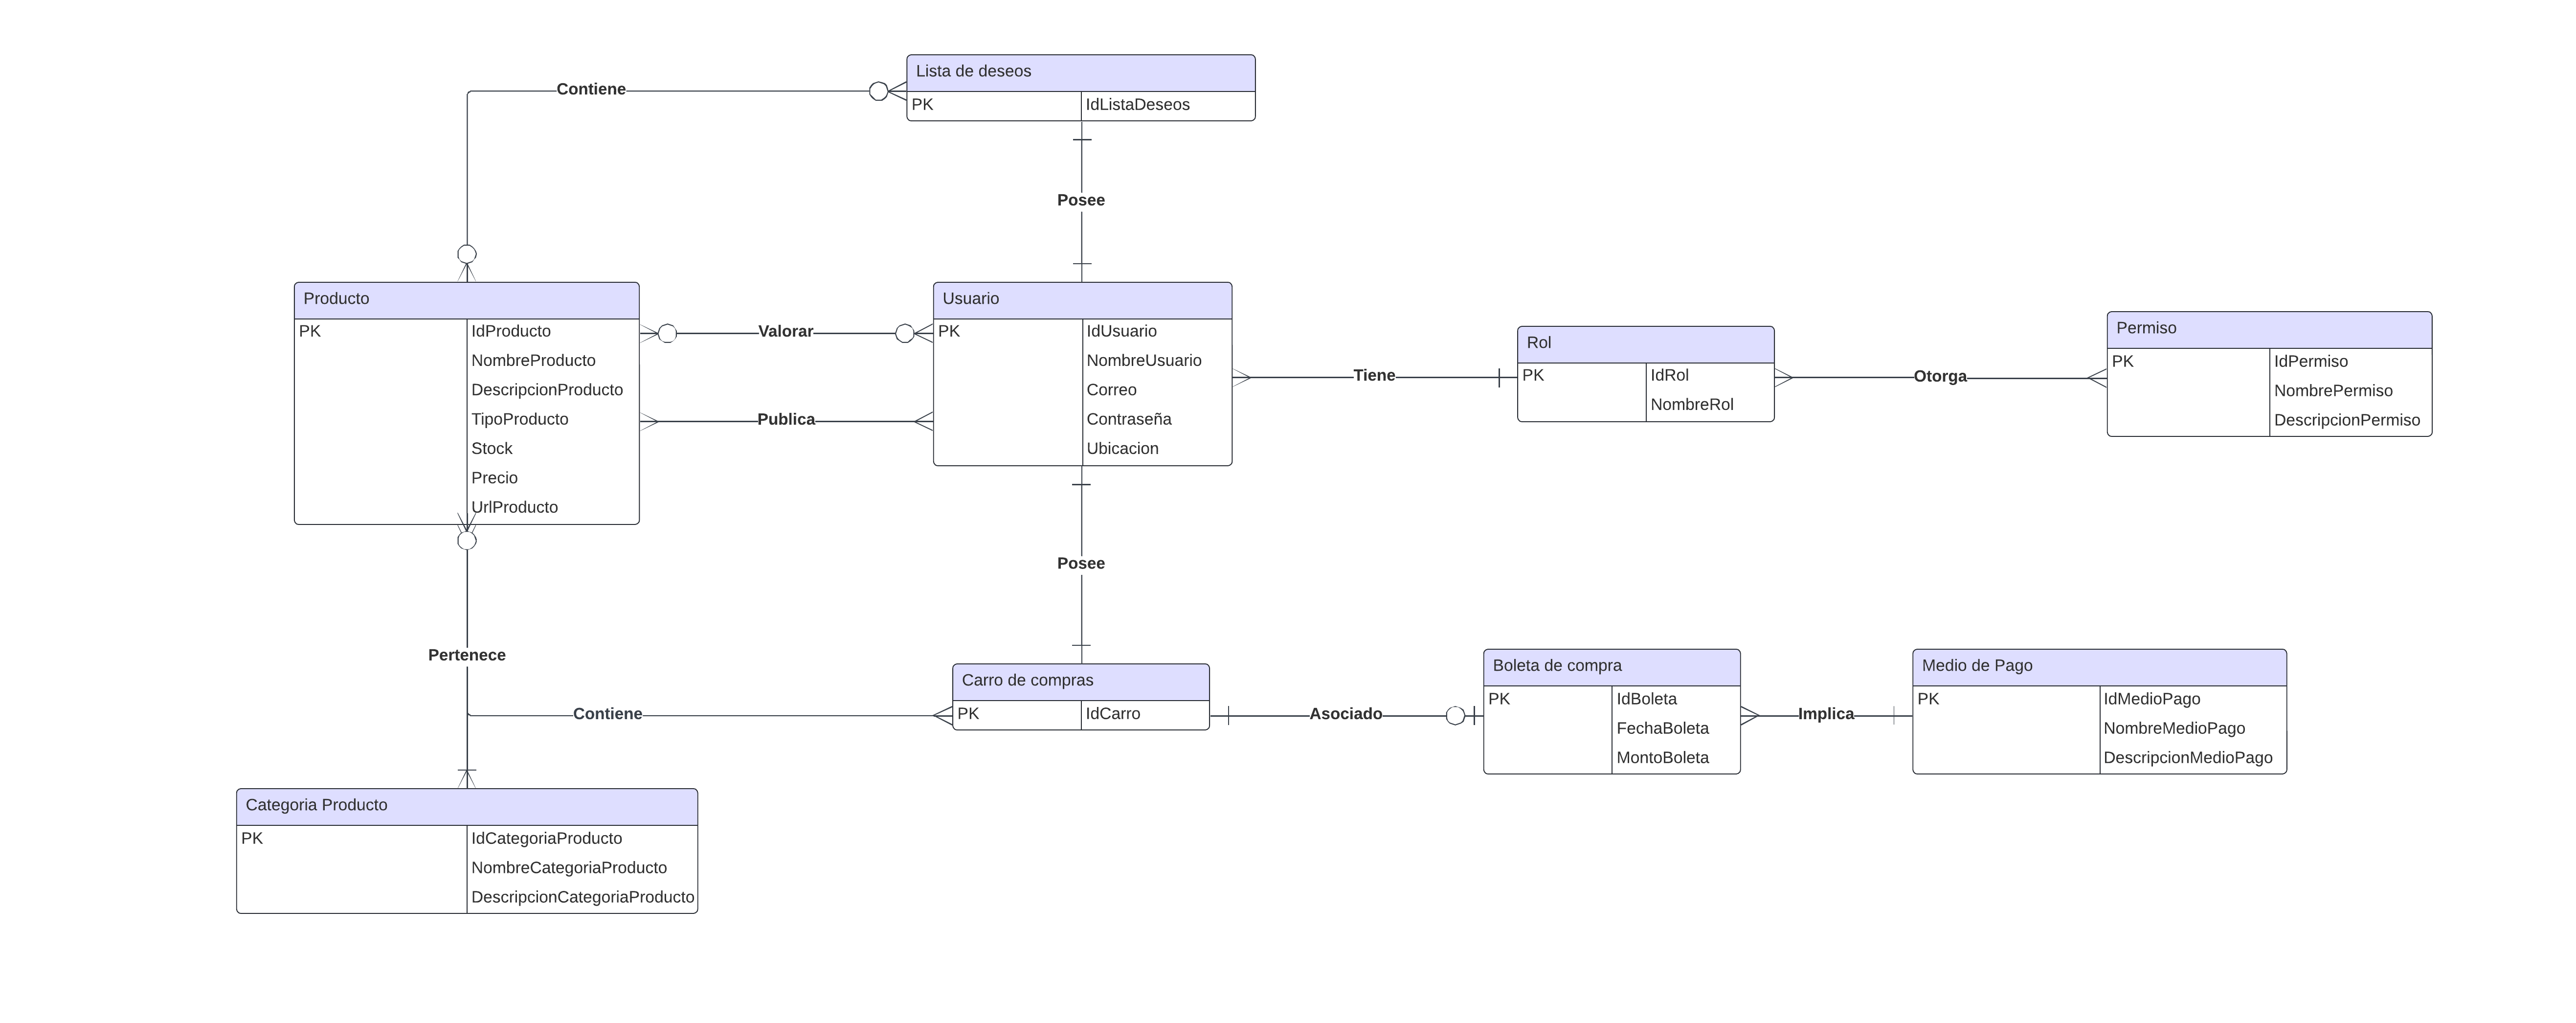 Lista de deseos
PK IdListaDeseos
Contiene
Posee
Producto
PK IdProducto
NombreProducto
DescripcionProducto
TipoProducto
Stock
Precio
UrlProducto
Valorar
Publica
Usuario
PK IdUsuario
NombreUsuario
Correo
Contraseña
Ubicacion
Tiene
Rol
PK IdRol
NombreRol
Otorga
Permiso
PK IdPermiso
NombrePermiso
DescripcionPermiso
Posee
Pertenece
Contiene
Carro de compras
PK IdCarro
Asociado
Boleta de compra
PK IdBoleta
FechaBoleta
MontoBoleta
Implica
Medio de Pago
PK IdMedioPago
NombreMedioPago
DescripcionMedioPago
Categoria Producto
PK IdCategoriaProducto
NombreCategoriaProducto
DescripcionCategoriaProducto